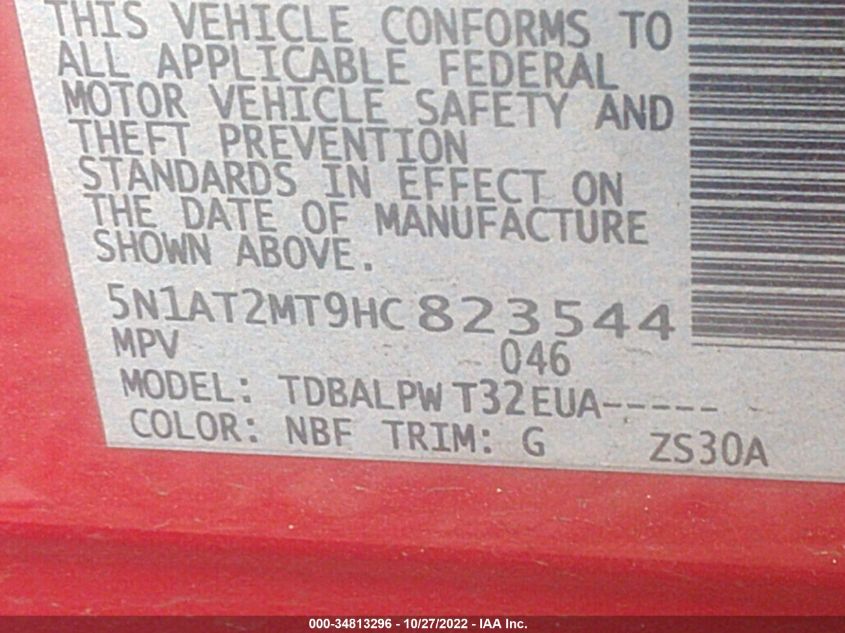 THIS VEHICLE CONFORMS TO
ALL APPLICABLE FEDERAL
MOTOR VEHICLE SAFETY AND
THEFT PREVENTION
STANDARDS IN EFFECT ON
THE DATE OF MANUFACTURE
SHOWN ABOVE.
5N1AT2MT9HC823544
MPV 046
MODEL: TDBALPW T32EUA-----
COLOR: NBF TRIM: G ZS30A
000-34813296 - 10/27/2022 - IAA Inc.